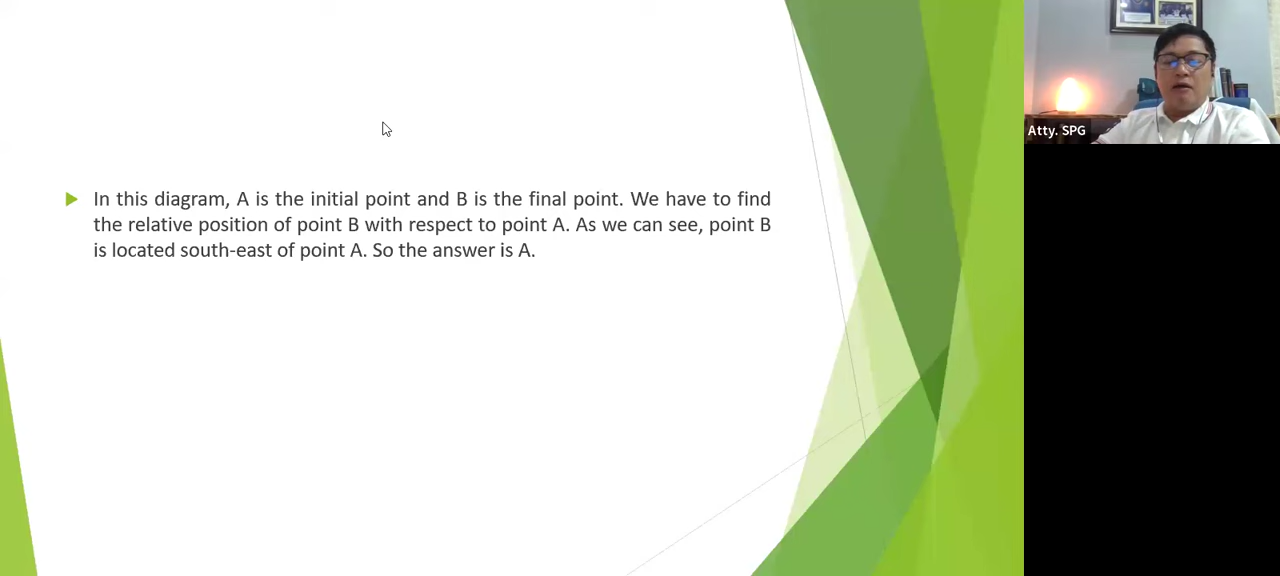 In this diagram, A is the initial point and B is the final point. We have to find
the relative position of point B with respect to point A. As we can see, point B
is located south-east of point A. So the answer is A.
Atty. SPG